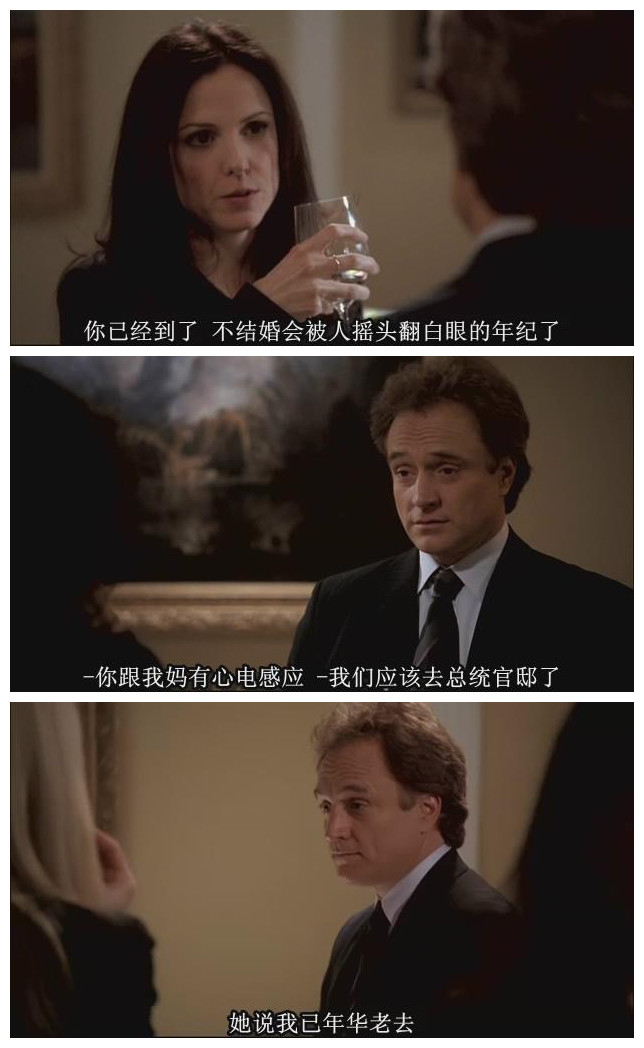 你已经到了 不结婚会被人摇头翻白眼的年纪了
-你跟我妈有心电感应 -我们应该去总统官邸了
她说我已年华老去